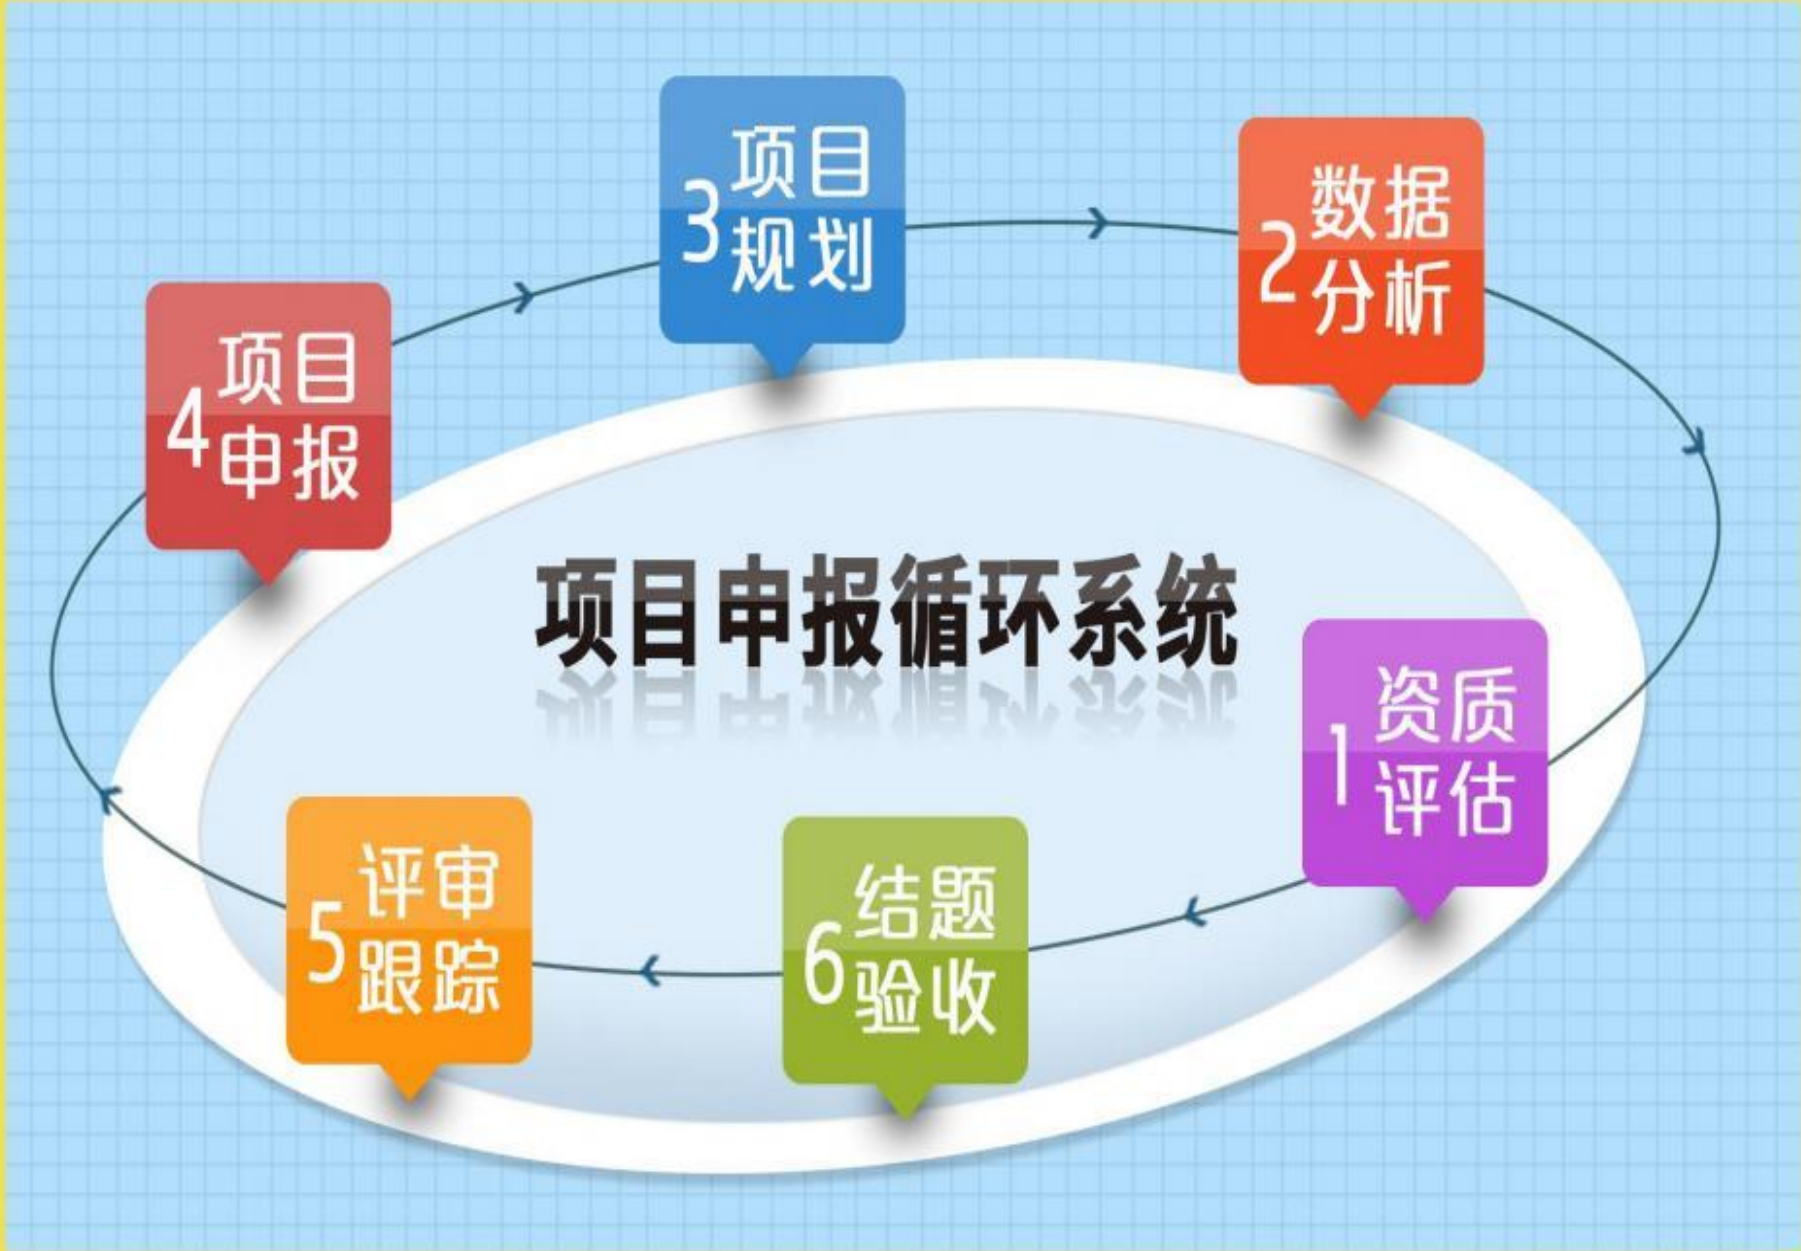 3 项目
规划
2 数据
分析
4 项目
申报
项目申报循环系统
1 资质
评估
5 评审
跟踪
6 结题
验收